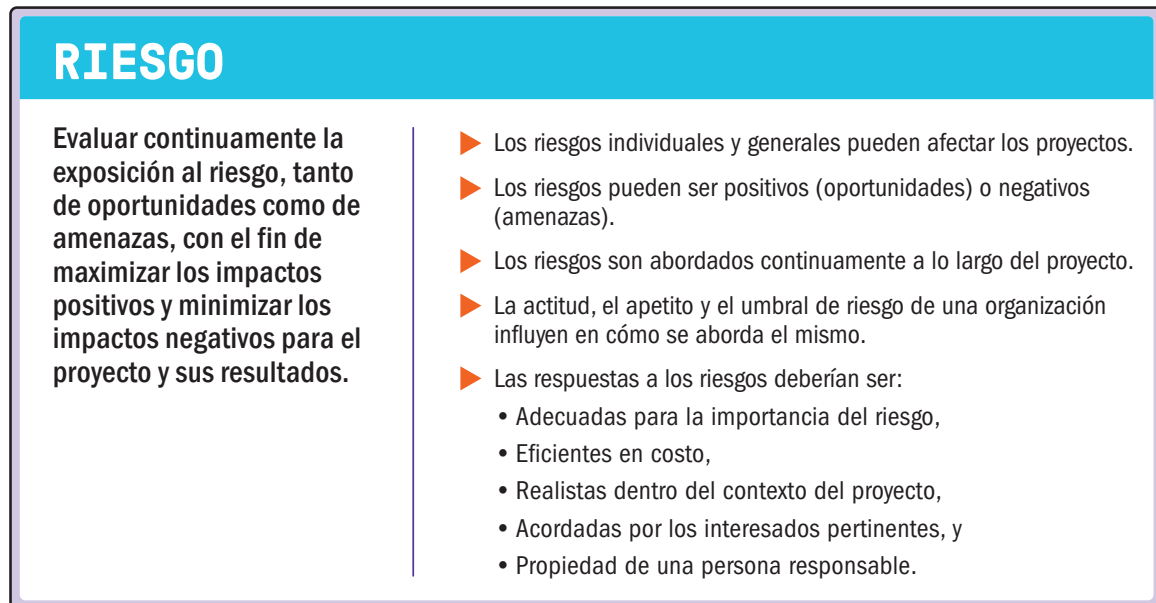 RIESGO
Evaluar continuamente la
exposición al riesgo, tanto
de oportunidades como de
amenazas, con el fin de
maximizar los impactos
positivos y minimizar los
impactos negativos para el
proyecto y sus resultados.
Los riesgos individuales y generales pueden afectar los proyectos.
Los riesgos pueden ser positivos (oportunidades) o negativos
(amenazas).
Los riesgos son abordados continuamente a lo largo del proyecto.
La actitud, el apetito y el umbral de riesgo de una organización
influyen en cómo se aborda el mismo.
Las respuestas a los riesgos deberían ser:
• Adecuadas para la importancia del riesgo,
• Eficientes en costo,
• Realistas dentro del contexto del proyecto,
• Acordadas por los interesados pertinentes, y
• Propiedad de una persona responsable.